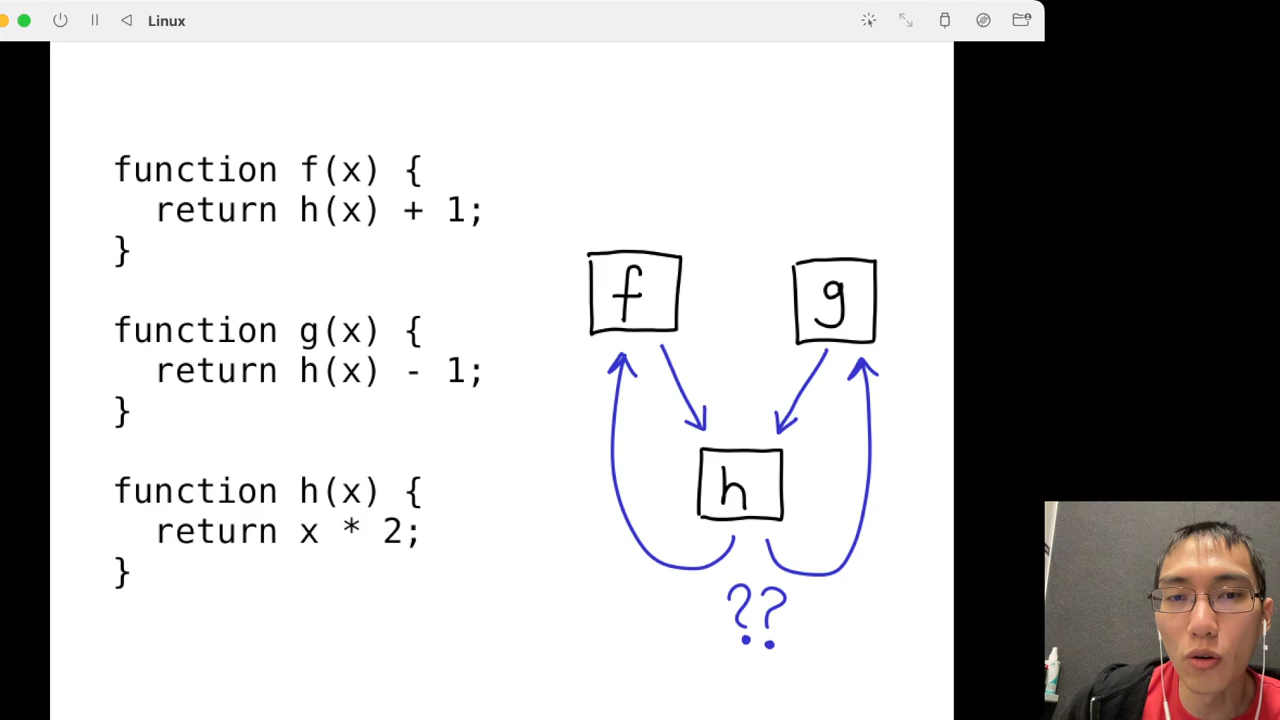 Linux
function f(x) {
  return h(x) + 1;
}
function g(x) {
  return h(x) - 1;
}
function h(x) {
  return x * 2;
}
f
g
h
??